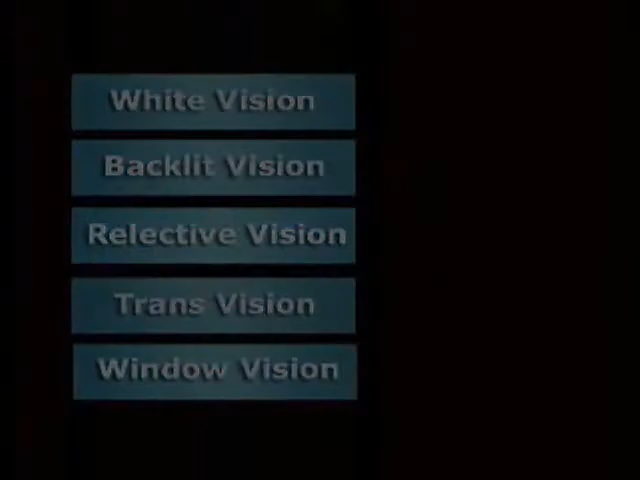 White Vision
Backlit Vision
Relective Vision
Trans Vision
Window Vision